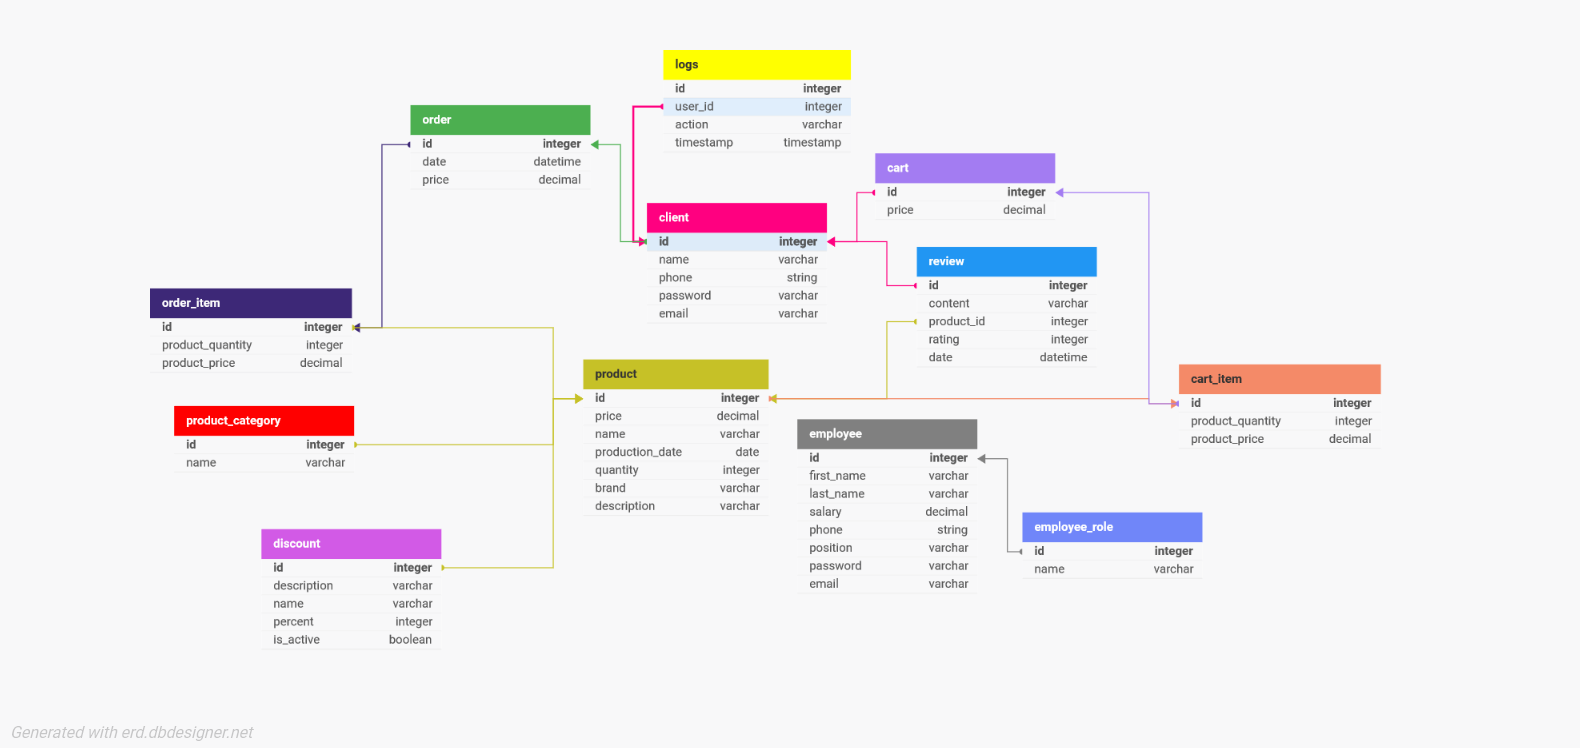 logs
id integer
user_id integer
action varchar
timestamp timestamp
order
id integer
date datetime
price decimal
cart
id integer
price decimal
client
id integer
name varchar
phone string
password varchar
email varchar
review
id integer
content varchar
product_id integer
rating integer
date datetime
order_item
id integer
product_quantity integer
product_price decimal
product
id integer
price decimal
name varchar
production_date date
quantity integer
brand varchar
description varchar
cart_item
id integer
product_quantity integer
product_price decimal
product_category
id integer
name varchar
employee
id integer
first_name varchar
last_name varchar
salary decimal
phone string
position varchar
password varchar
email varchar
employee_role
id integer
name varchar
discount
id integer
description varchar
name varchar
percent integer
is_active boolean
Generated with erd.dbdesigner.net